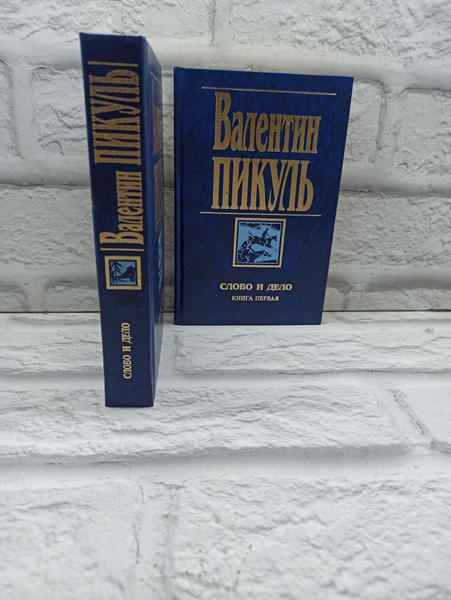 Валентин ПИКУЛЬ
СЛОВО И ДЕЛО
Валентин
ПИКУЛЬ
СЛОВО И ДЕЛО
КНИГА ПЕРВАЯ